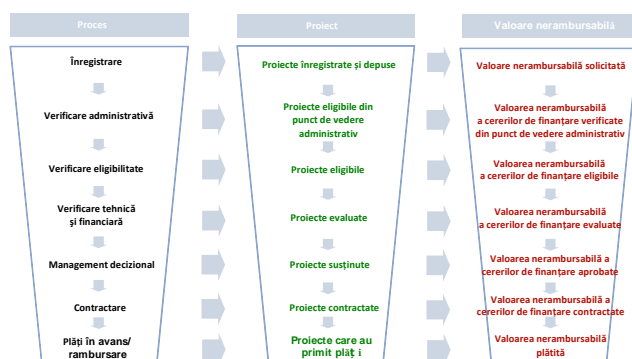 Proces
Proiect
Valoare nerambursabilă
Înregistrare
Proiecte înregistrate și depuse
Valoare nerambursabilă solicitată
Verificare administrativă
Proiecte eligibile din
punct de vedere
administrativ
Valoarea nerambursabilă
a cererilor de finanțare verificate
din punct de vedere administrativ
Verificare eligibilitate
Proiecte eligibile
Valoarea nerambursabilă
a cererilor de finanțare eligibile
Verificare tehnică
şi financiară
Proiecte evaluate
Valoarea nerambursabilă
a cererilor de finanțare evaluate
Management decizional
Proiecte susținute
Valoarea nerambursabilă a
cererilor de finanțare aprobate
Contractare
Proiecte contractate
Valoarea nerambursabilă a
cererilor de finanțare contractate
Plăți în avans/
rambursare
Proiecte care au
primit plăț i
Valoarea nerambursabilă
plătită